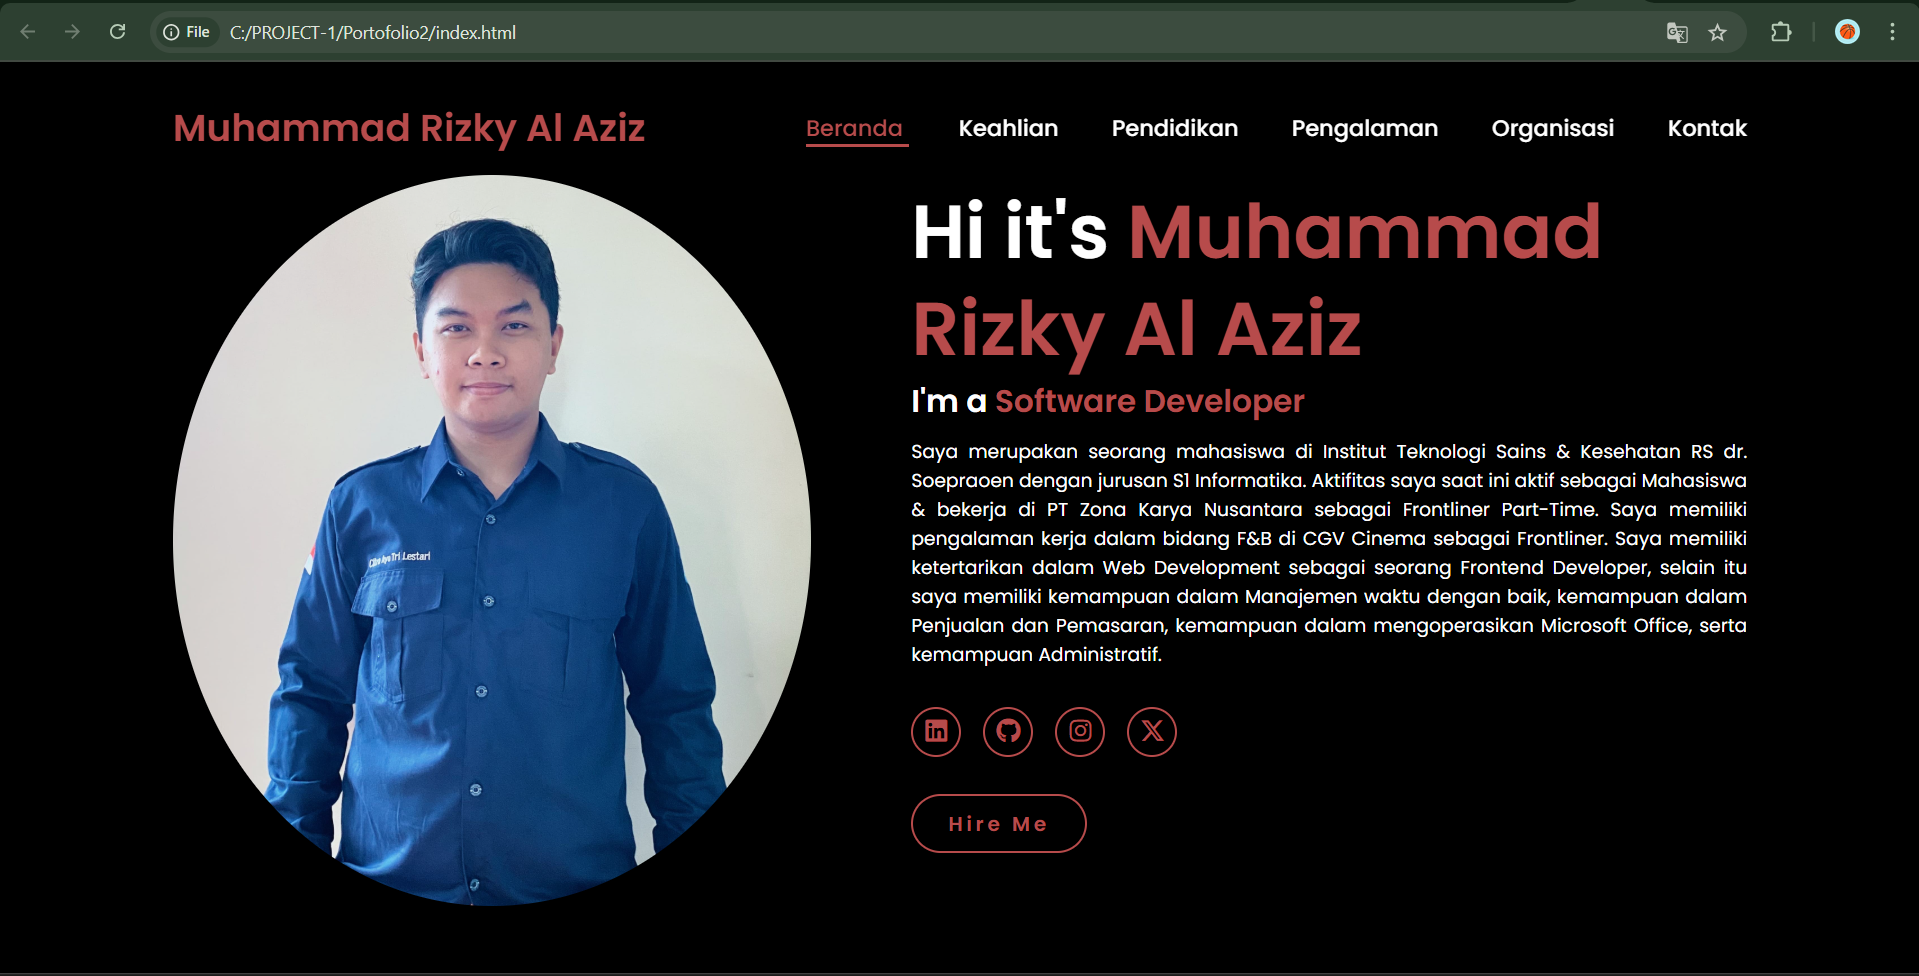 File C:/PROJECT-1/Portofolio2/index.html
Muhammad Rizky Al Aziz
Beranda Keahlian Pendidikan Pengalaman Organisasi Kontak
Hi it's Muhammad
Rizky Al Aziz
I'm a Software Developer
Saya merupakan seorang mahasiswa di Institut Teknologi Sains & Kesehatan RS dr.
Soepraoen dengan jurusan S1 Informatika. Aktifitas saya saat ini aktif sebagai Mahasiswa
& bekerja di PT Zona Karya Nusantara sebagai Frontliner Part-Time. Saya memiliki
pengalaman kerja dalam bidang F&B di CGV Cinema sebagai Frontliner. Saya memiliki
ketertarikan dalam Web Development sebagai seorang Frontend Developer, selain itu
saya memiliki kemampuan dalam Manajemen waktu dengan baik, kemampuan dalam
Penjualan dan Pemasaran, kemampuan dalam mengoperasikan Microsoft Office, serta
kemampuan Administratif.
Hire Me
Tri Lestari